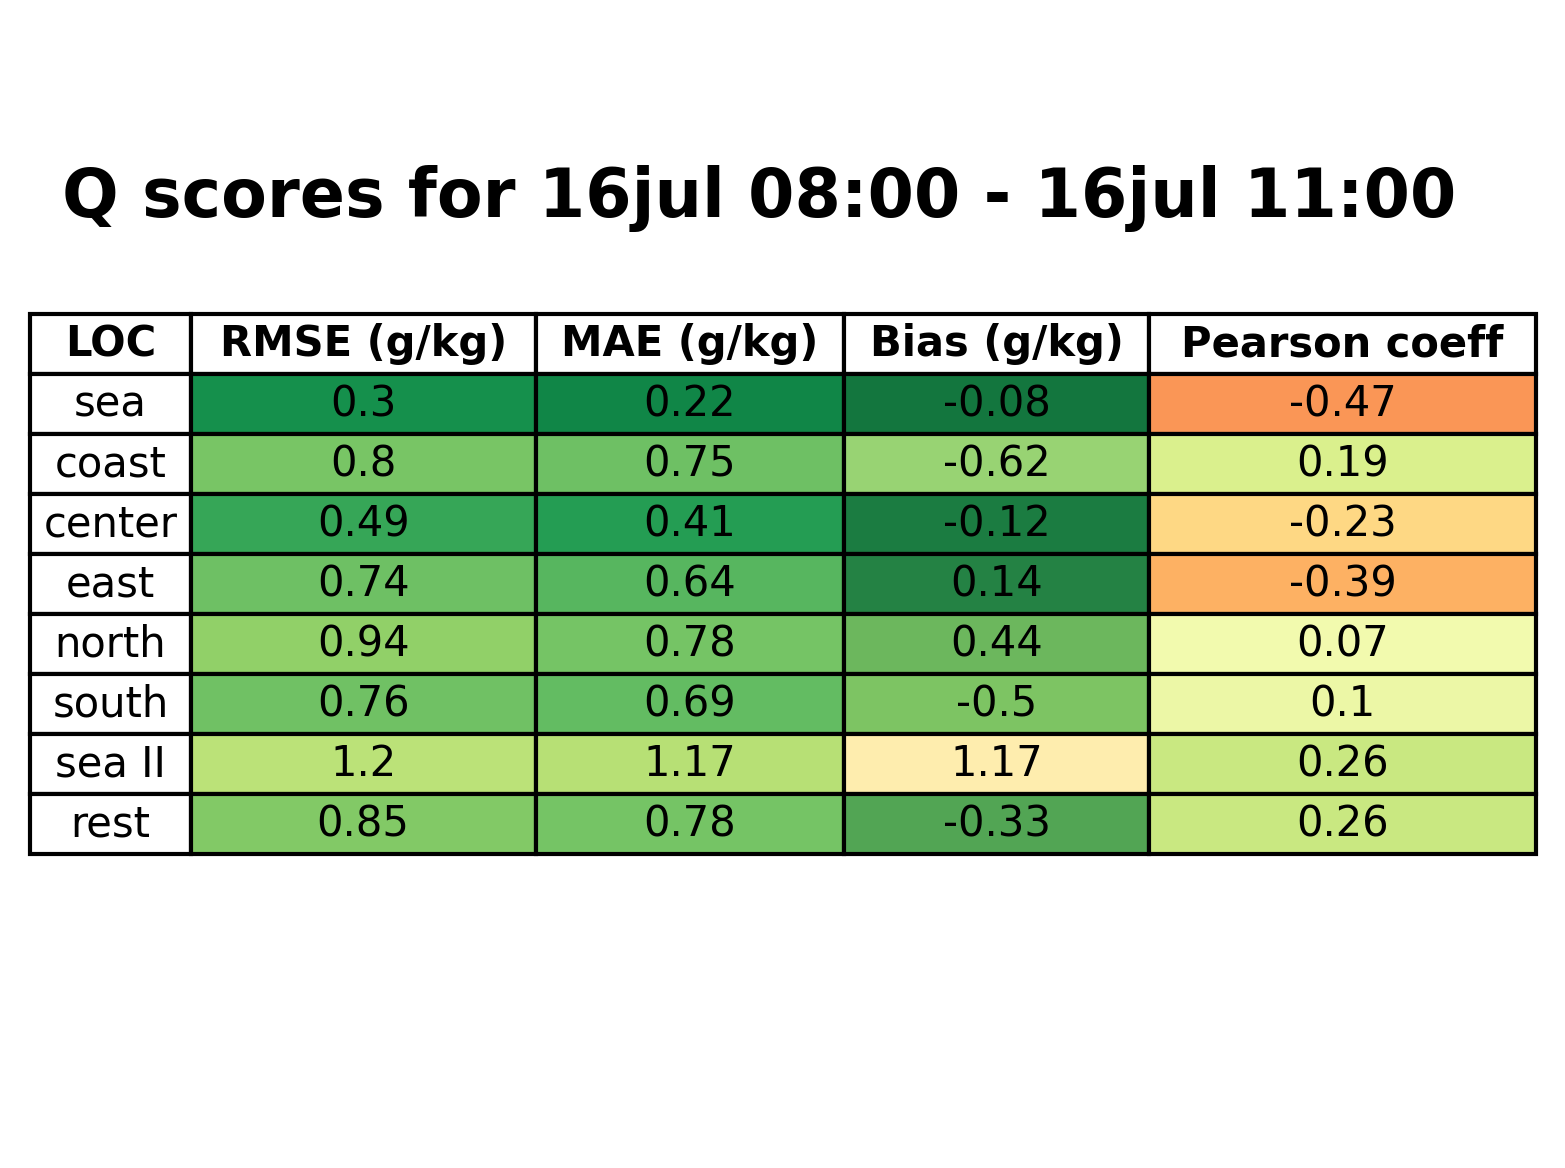 Q scores for 16jul 08:00 - 16jul 11:00
LOC RMSE (g/kg) MAE (g/kg) Bias (g/kg) Pearson coeff
sea 0.3 0.22 -0.08 -0.47
coast 0.8 0.75 -0.62 0.19
center 0.49 0.41 -0.12 -0.23
east 0.74 0.64 0.14 -0.39
north 0.94 0.78 0.44 0.07
south 0.76 0.69 -0.5 0.1
sea II 1.2 1.17 1.17 0.26
rest 0.85 0.78 -0.33 0.26